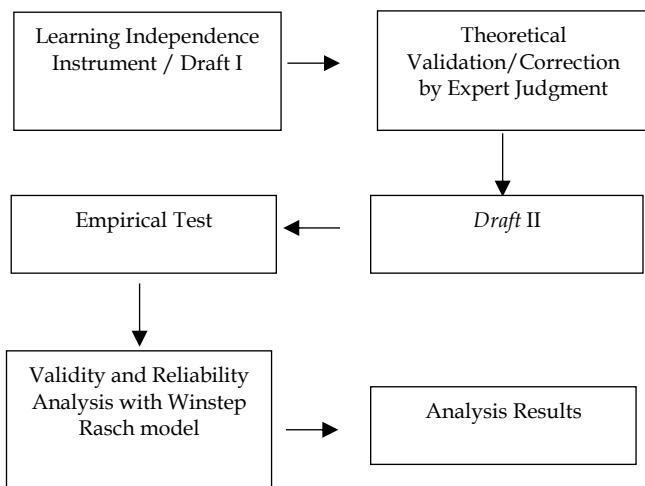 Learning Independence
Instrument / Draft I
Theoretical
Validation/Correction
by Expert Judgment
Draft II
Empirical Test
Validity and Reliability
Analysis with Winstep
Rasch model
Analysis Results